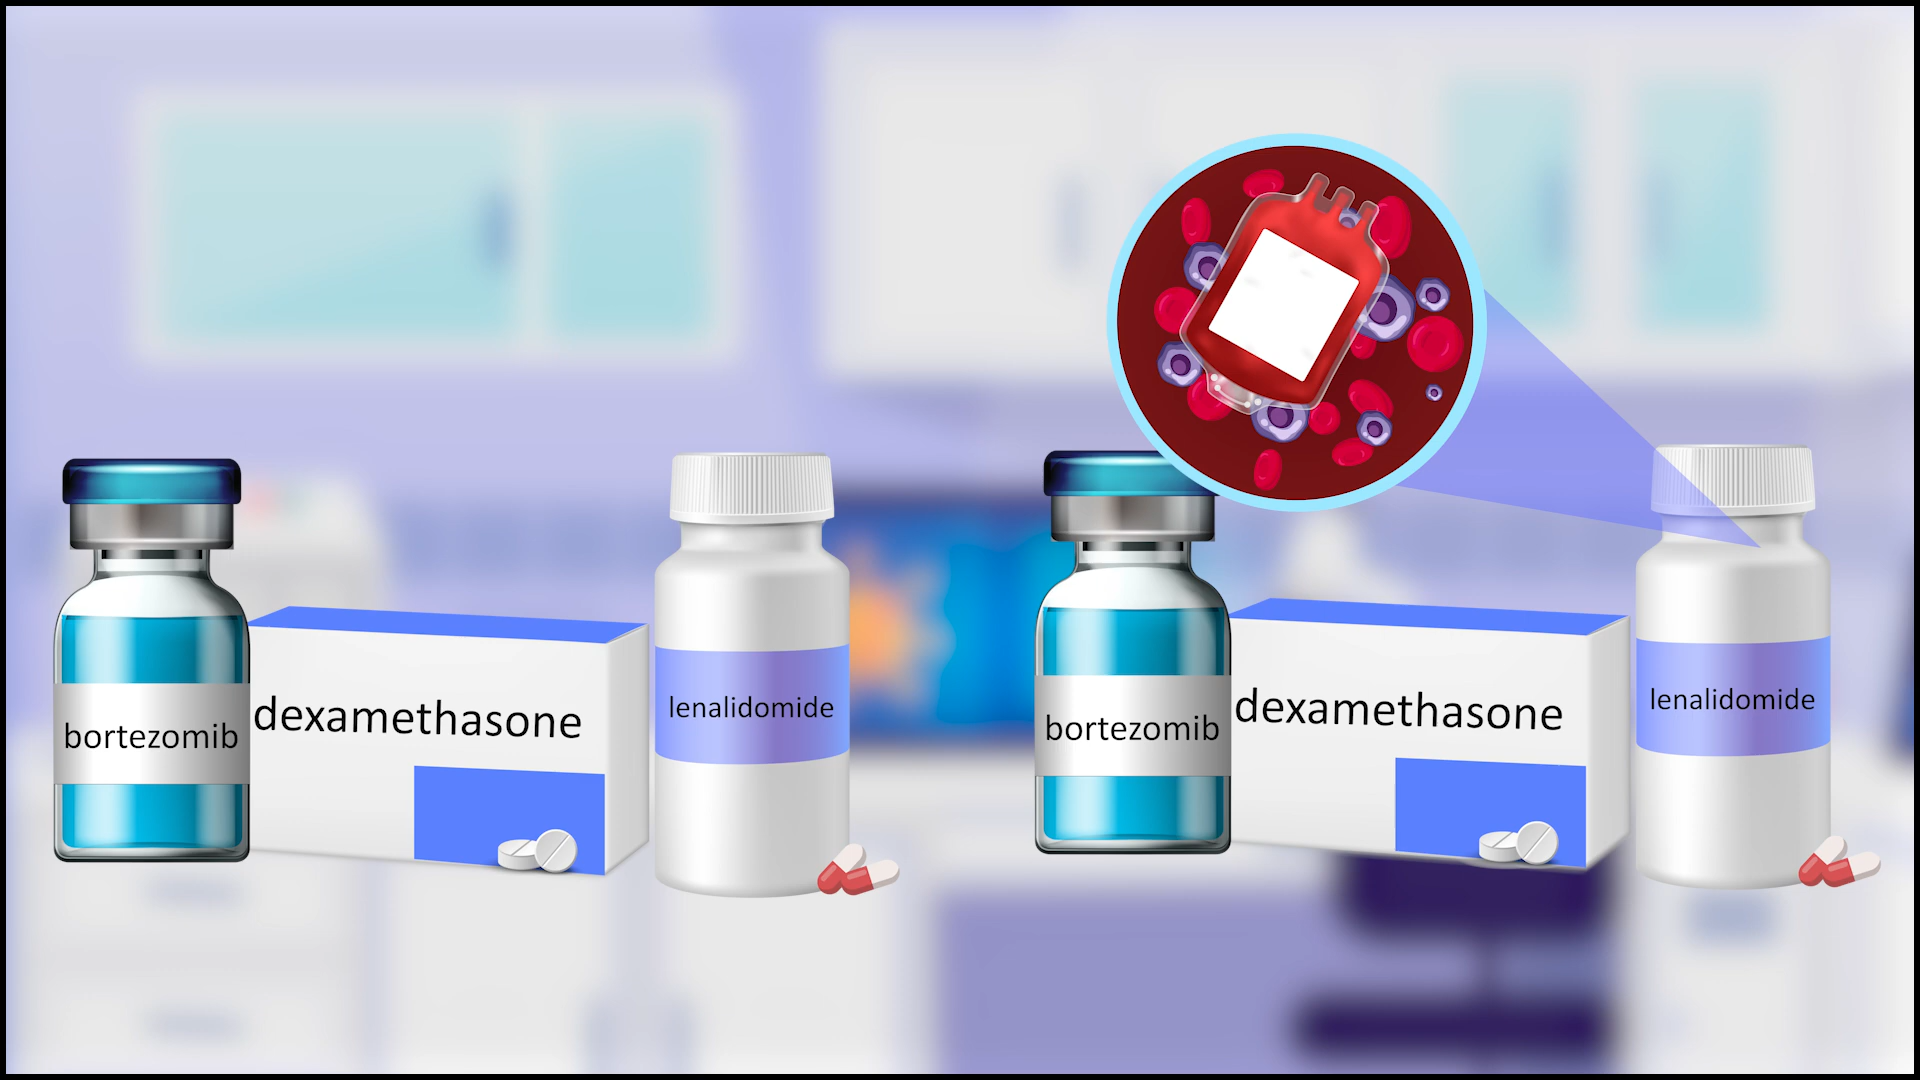 bortezomib
dexamethasone
lenalidomide
bortezomib
dexamethasone
lenalidomide